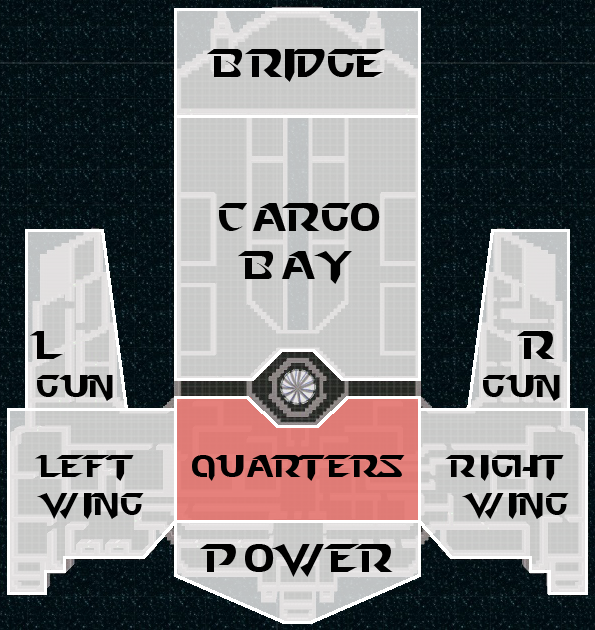 BRIDGE
CARGO
BAY
L
GUN
R
GUN
LEFT
WING
QUARTERS
RIGHT
WING
POWER